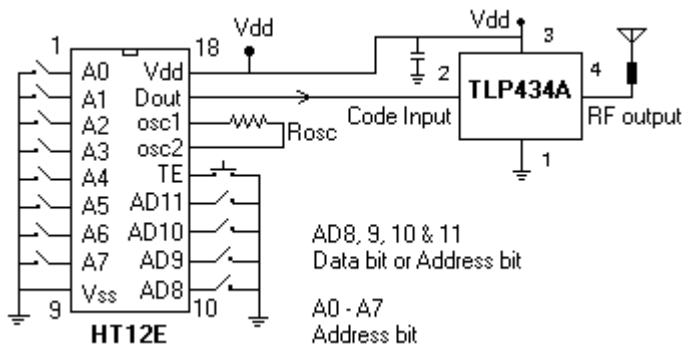 1
18
Vdd
Vdd
3
A0
Vdd
2
TLP434A
4
A1
Dout
Code Input
RF output
A2
osc1
Rosc
A3
osc2
1
A4
TE
A5
AD11
A6
AD10
A7
AD9
Vss
AD8
9
10
HT12E
AD8, 9, 10 & 11
Data bit or Address bit
A0 - A7
Address bit